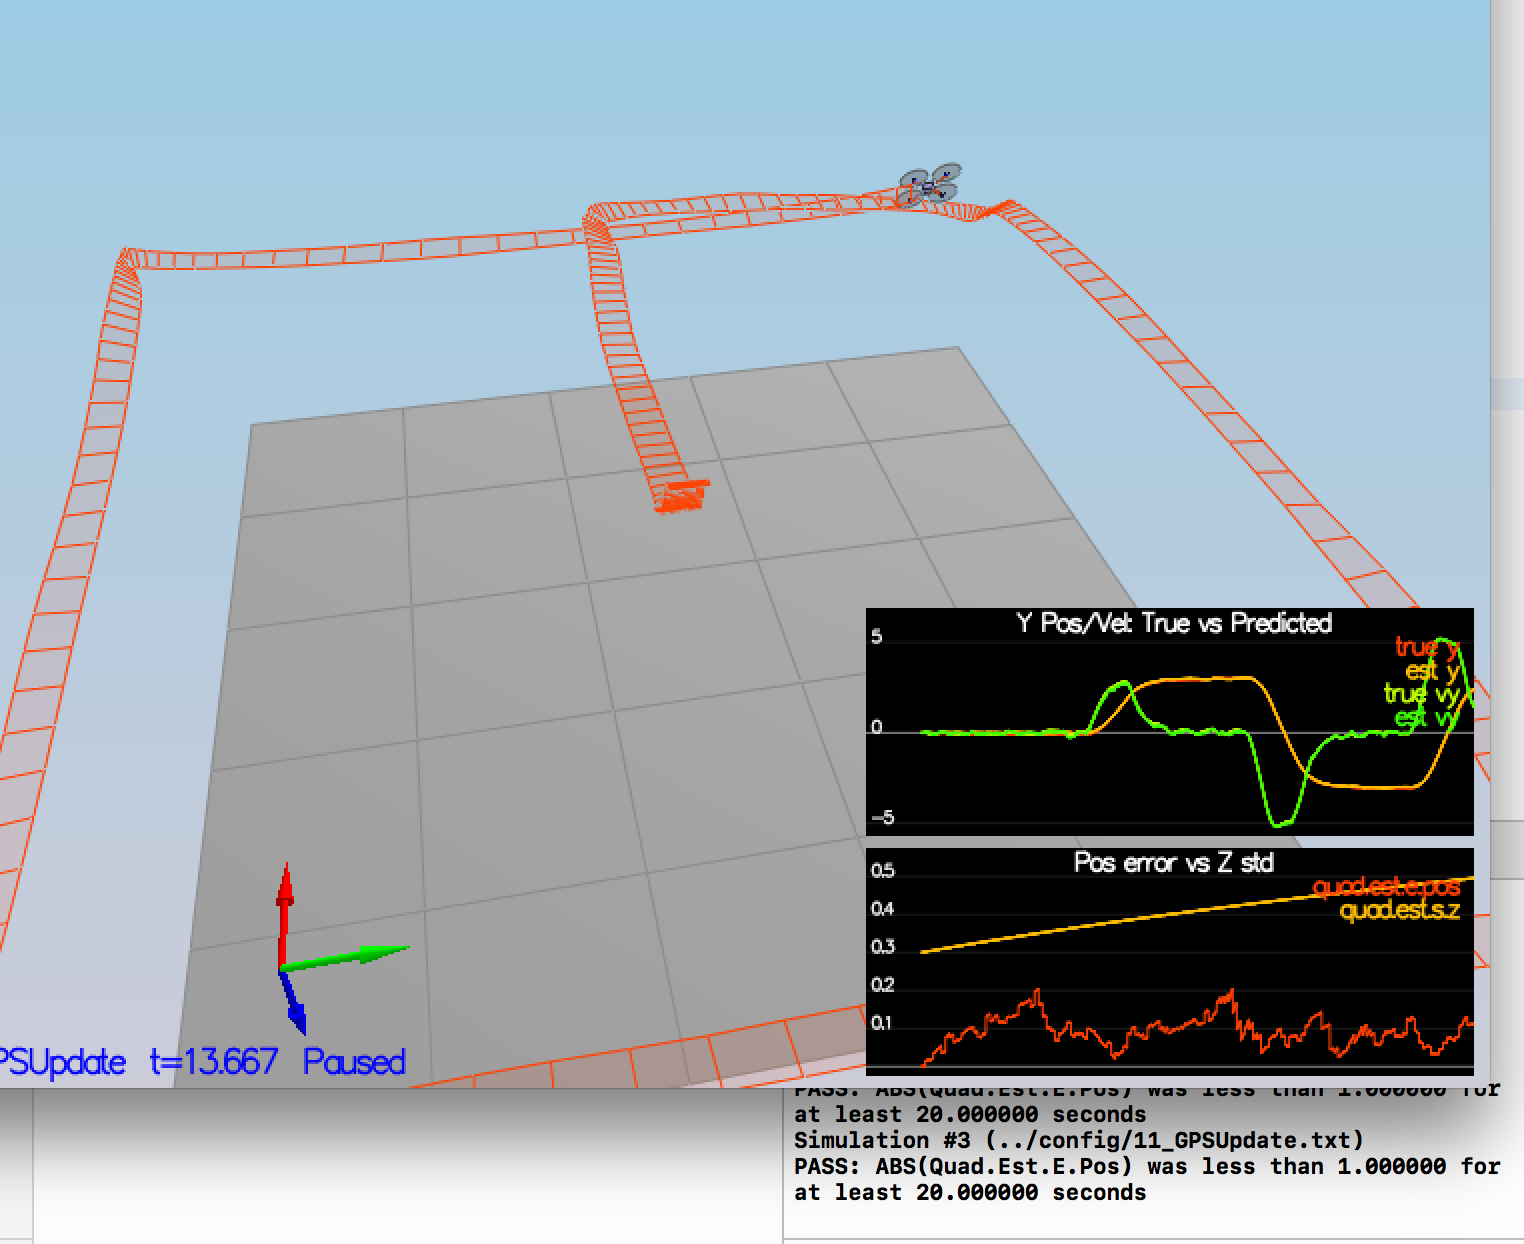 Y Pos/Vel: True vs Predicted
5
true y
est y
true vy
est vy
0
-5
Pos error vs Z std
0.5
quad.est.e.pos
0.4
quad.est.s.z
0.3
0.2
0.1
PSUpdate t=13.667 Paused
PASS: ABS(Quad.Est.E.Pos) was less than 1.000000 for
at least 20.000000 seconds
Simulation #3 (../config/11_GPSUpdate.txt)
PASS: ABS(Quad.Est.E.Pos) was less than 1.000000 for
at least 20.000000 seconds